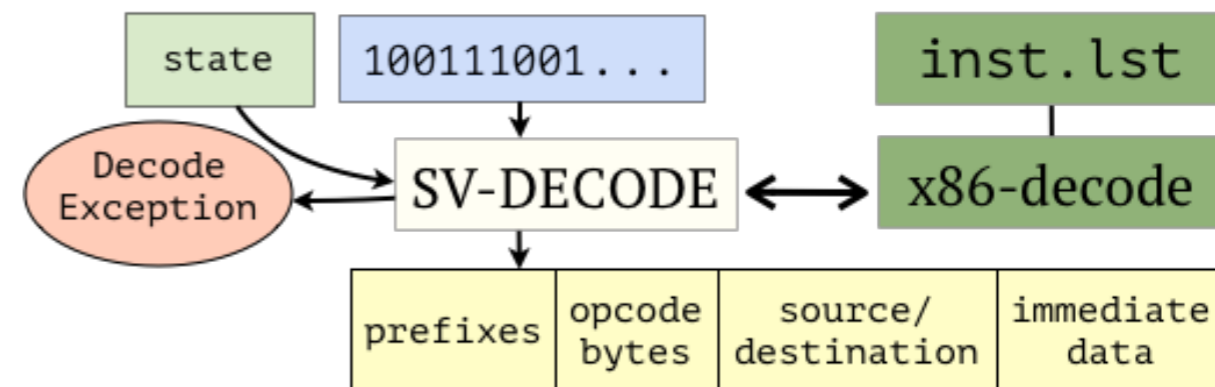 state
100111001...
inst.lst
Decode
Exception
SV-DECODE
x86-decode
prefixes
opcode
bytes
source/
destination
immediate
data